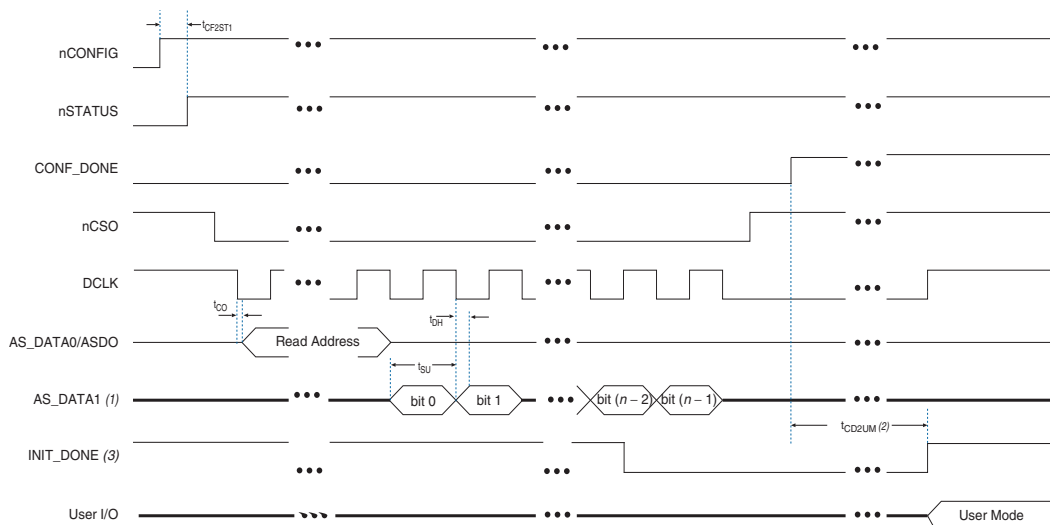 tCF2ST1
nCONFIG
nSTATUS
CONF_DONE
nCSO
DCLK
tCO
tDH
AS_DATA0/ASDO
Read Address
tSU
AS_DATA1 (1)
bit 0
bit 1
bit (n − 2)
bit (n − 1)
tCD2UM (2)
INIT_DONE (3)
User I/O
User Mode